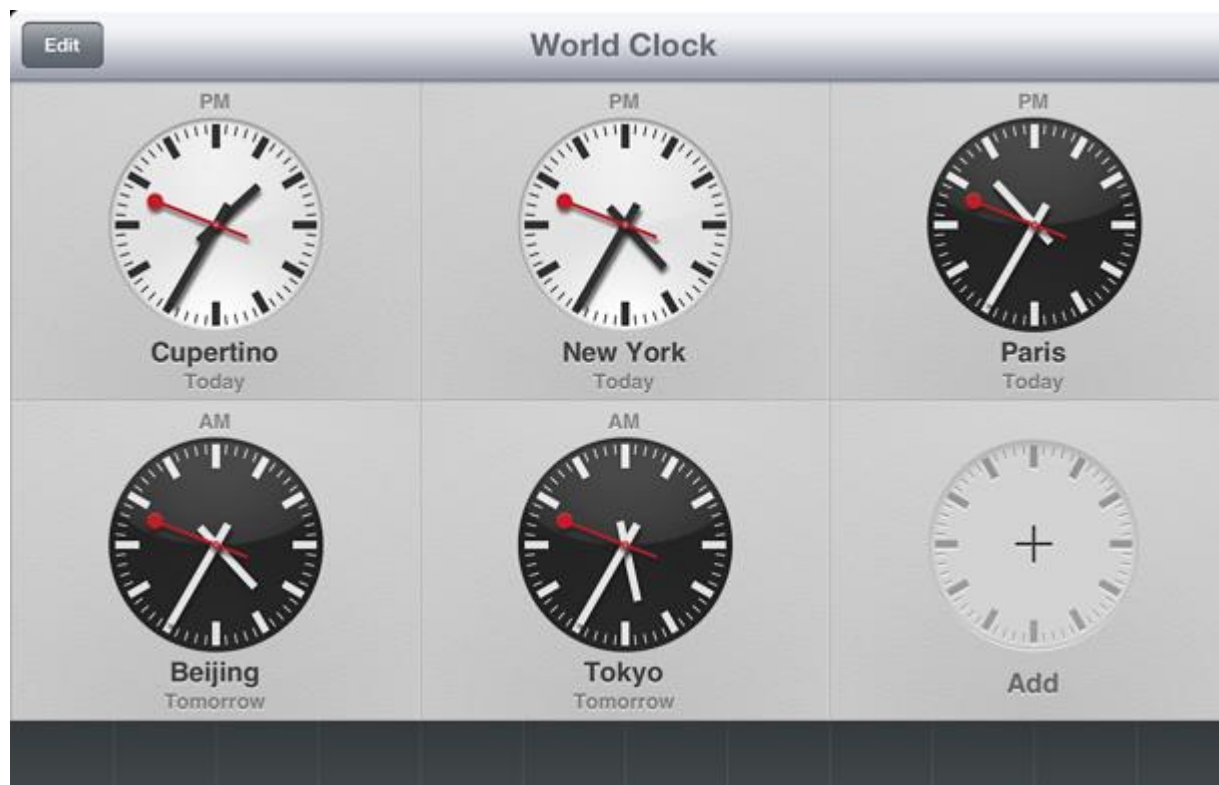 Edit
World Clock
PM
PM
PM
Cupertino
New York
Paris
Today
Today
Today
AM
AM
Beijing
Tokyo
Add
Tomorrow
Tomorrow